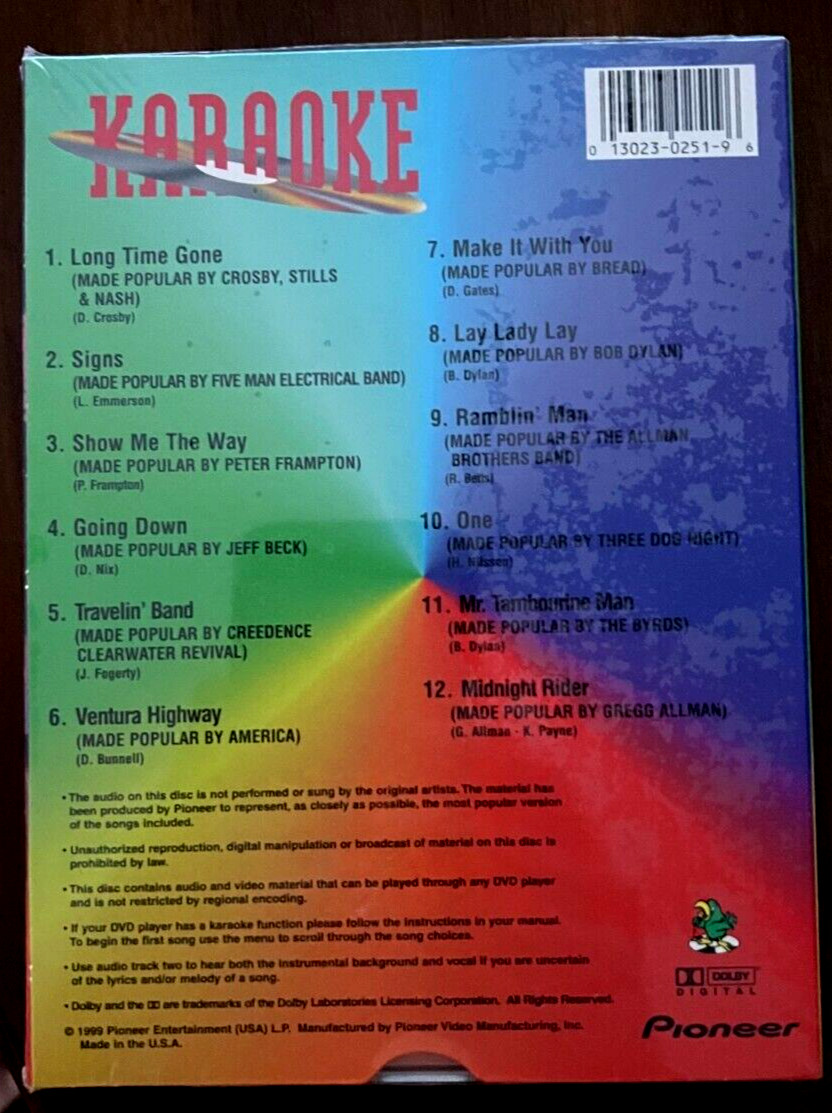 KARAOKE
0 13023-0251-9 6
1. Long Time Gone
(MADE POPULAR BY CROSBY, STILLS
& NASH)
(D. Crosby)
2. Signs
(MADE POPULAR BY FIVE MAN ELECTRICAL BAND)
(L. Emmerson)
3. Show Me The Way
(MADE POPULAR BY PETER FRAMPTON)
(P. Frampton)
4. Going Down
(MADE POPULAR BY JEFF BECK)
(D. Nix)
5. Travelin' Band
(MADE POPULAR BY CREEDENCE
CLEARWATER REVIVAL)
(J. Fogerty)
6. Ventura Highway
(MADE POPULAR BY AMERICA)
(D. Bunnell)
7. Make It With You
(MADE POPULAR BY BREAD)
(D. Gates)
8. Lay Lady Lay
(MADE POPULAR BY BOB DYLAN)
(B. Dylan)
9. Ramblin' Man
(MADE POPULAR BY THE ALLMAN
BROTHERS BAND)
(R. Betts)
10. One
(MADE POPULAR BY THREE DOG NIGHT)
(H. Nilsson)
11. Mr. Tambourine Man
(MADE POPULAR BY THE BYRDS)
(B. Dylan)
12. Midnight Rider
(MADE POPULAR BY GREGG ALLMAN)
(G. Allman - K. Payne)
• The audio on this disc is not performed or sung by the original artists. The material has
been produced by Pioneer to represent, as closely as possible, the most popular version
of the songs included.
• Unauthorized reproduction, digital manipulation or broadcast of material on this disc is
prohibited by law.
• This disc contains audio and video material that can be played through any DVD player
and is not restricted by regional encoding.
• If your DVD player has a karaoke function please follow the instructions in your manual.
To begin the first song use the menu to scroll through the song choices.
• Use audio track two to hear both the instrumental background and vocal if you are uncertain
of the lyrics and/or melody of a song.
• Dolby and the DD are trademarks of the Dolby Laboratories Licensing Corporation. All Rights Reserved.
© 1999 Pioneer Entertainment (USA) L.P. Manufactured by Pioneer Video Manufacturing, Inc.
Made in the U.S.A.
DOLBY
DIGITAL
Pioneer